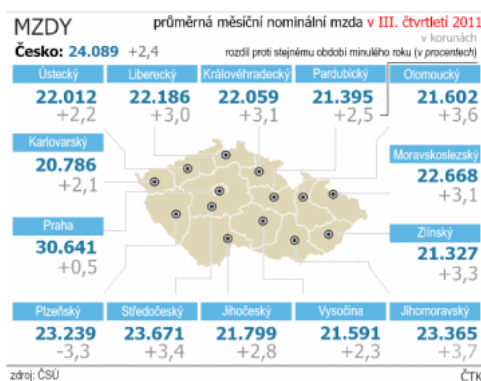 MZDY
průměrná měsíční nominální mzda v III. čtvrtletí 2011
v korunách
Česko: 24.089 +2,4
rozdíl proti stejnému období minulého roku (v procentech)
Ústecký
22.012
+2,2
Liberecký
22.186
+3,0
Královéhradecký
22.059
+3,1
Pardubický
21.395
+2,5
Olomoucký
21.602
+3,6
Karlovarský
20.786
+2,1
Moravskoslezský
22.668
+3,1
Praha
30.641
+0,5
Zlínský
21.327
+3,3
Plzeňský
23.239
-3,3
Středočeský
23.671
+3,4
Jihočeský
21.799
+2,8
Vysočina
21.591
+2,3
Jihomoravský
23.365
+3,7
zdroj: ČSÚ
ČTK